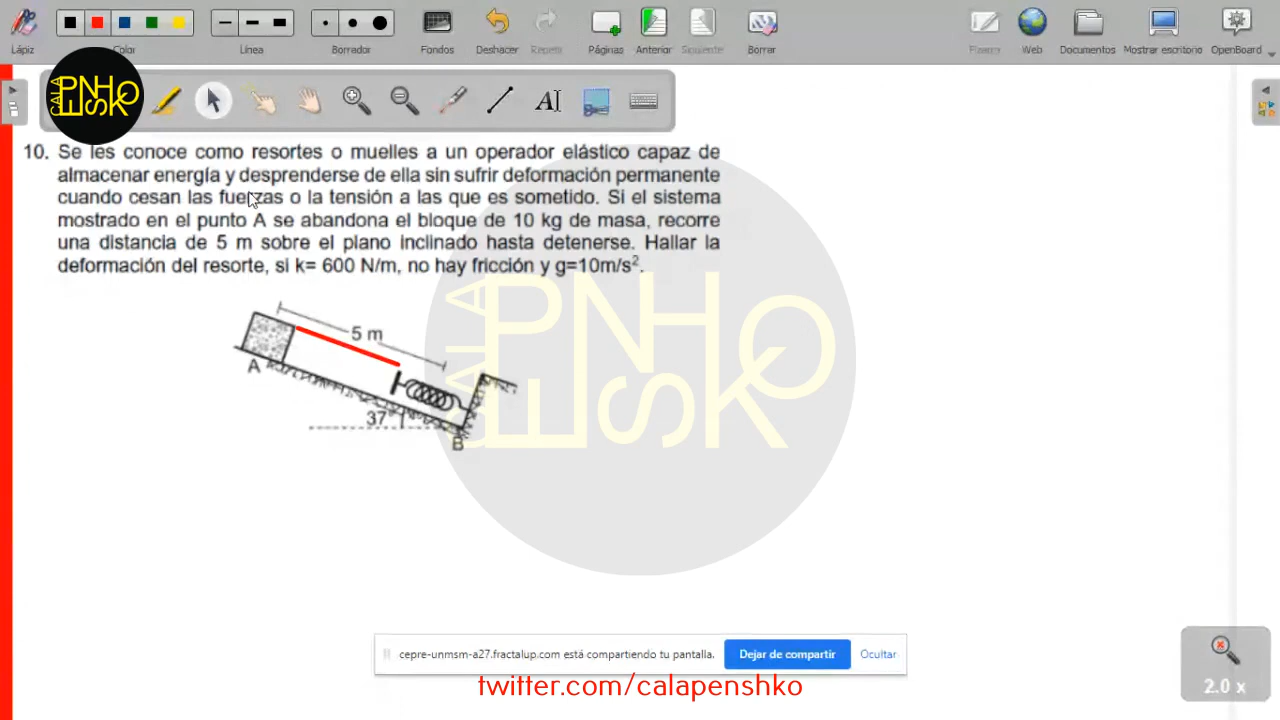 Lápiz
Color
Línea
Borrador
Fondos
Deshacer
Repetir
Páginas
Anterior
Siguiente
Borrar
Web
Documentos
Mostrar escritorio
OpenBoard
CALA
PNHO
ESK
10. Se les conoce como resortes o muelles a un operador elástico capaz de
almacenar energía y desprenderse de ella sin sufrir deformación permanente
cuando cesan las fuerzas o la tensión a las que es sometido. Si el sistema
mostrado en el punto A se abandona el bloque de 10 kg de masa, recorre
una distancia de 5 m sobre el plano inclinado hasta detenerse. Hallar la
deformación del resorte, si k= 600 N/m, no hay fricción y g=10m/s².
5 m
A
37°
B
CALA
PNHO
ESK
cepre-unmsm-a27.fractalup.com está compartiendo tu pantalla.
Dejar de compartir
Ocultar
twitter.com/calapenshko
2.0 x